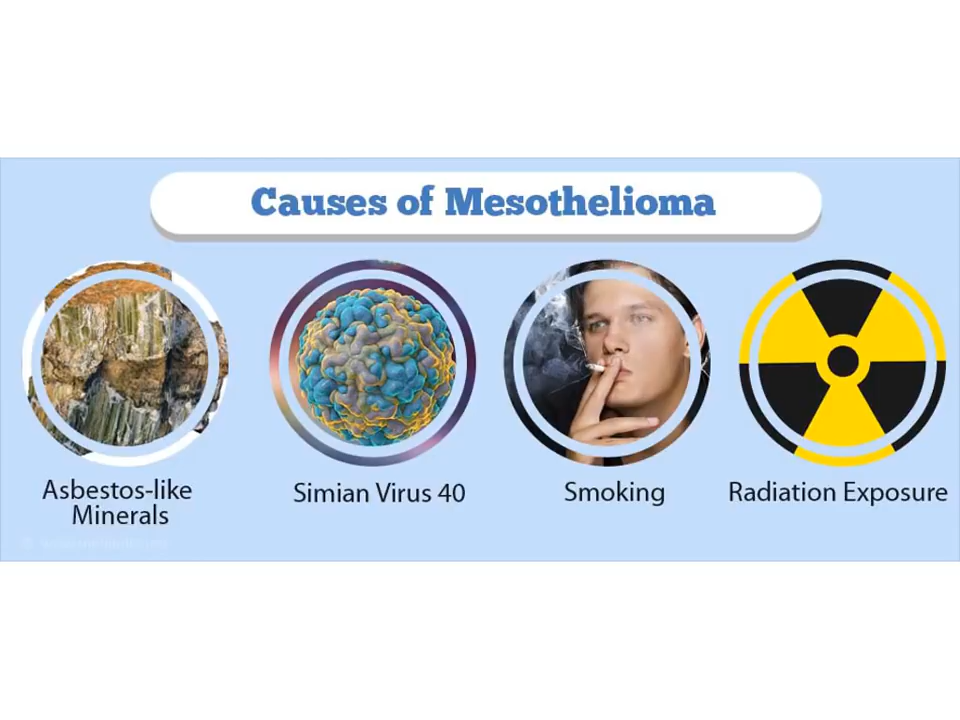 Causes of Mesothelioma
Asbestos-like
Minerals
Simian Virus 40
Smoking
Radiation Exposure